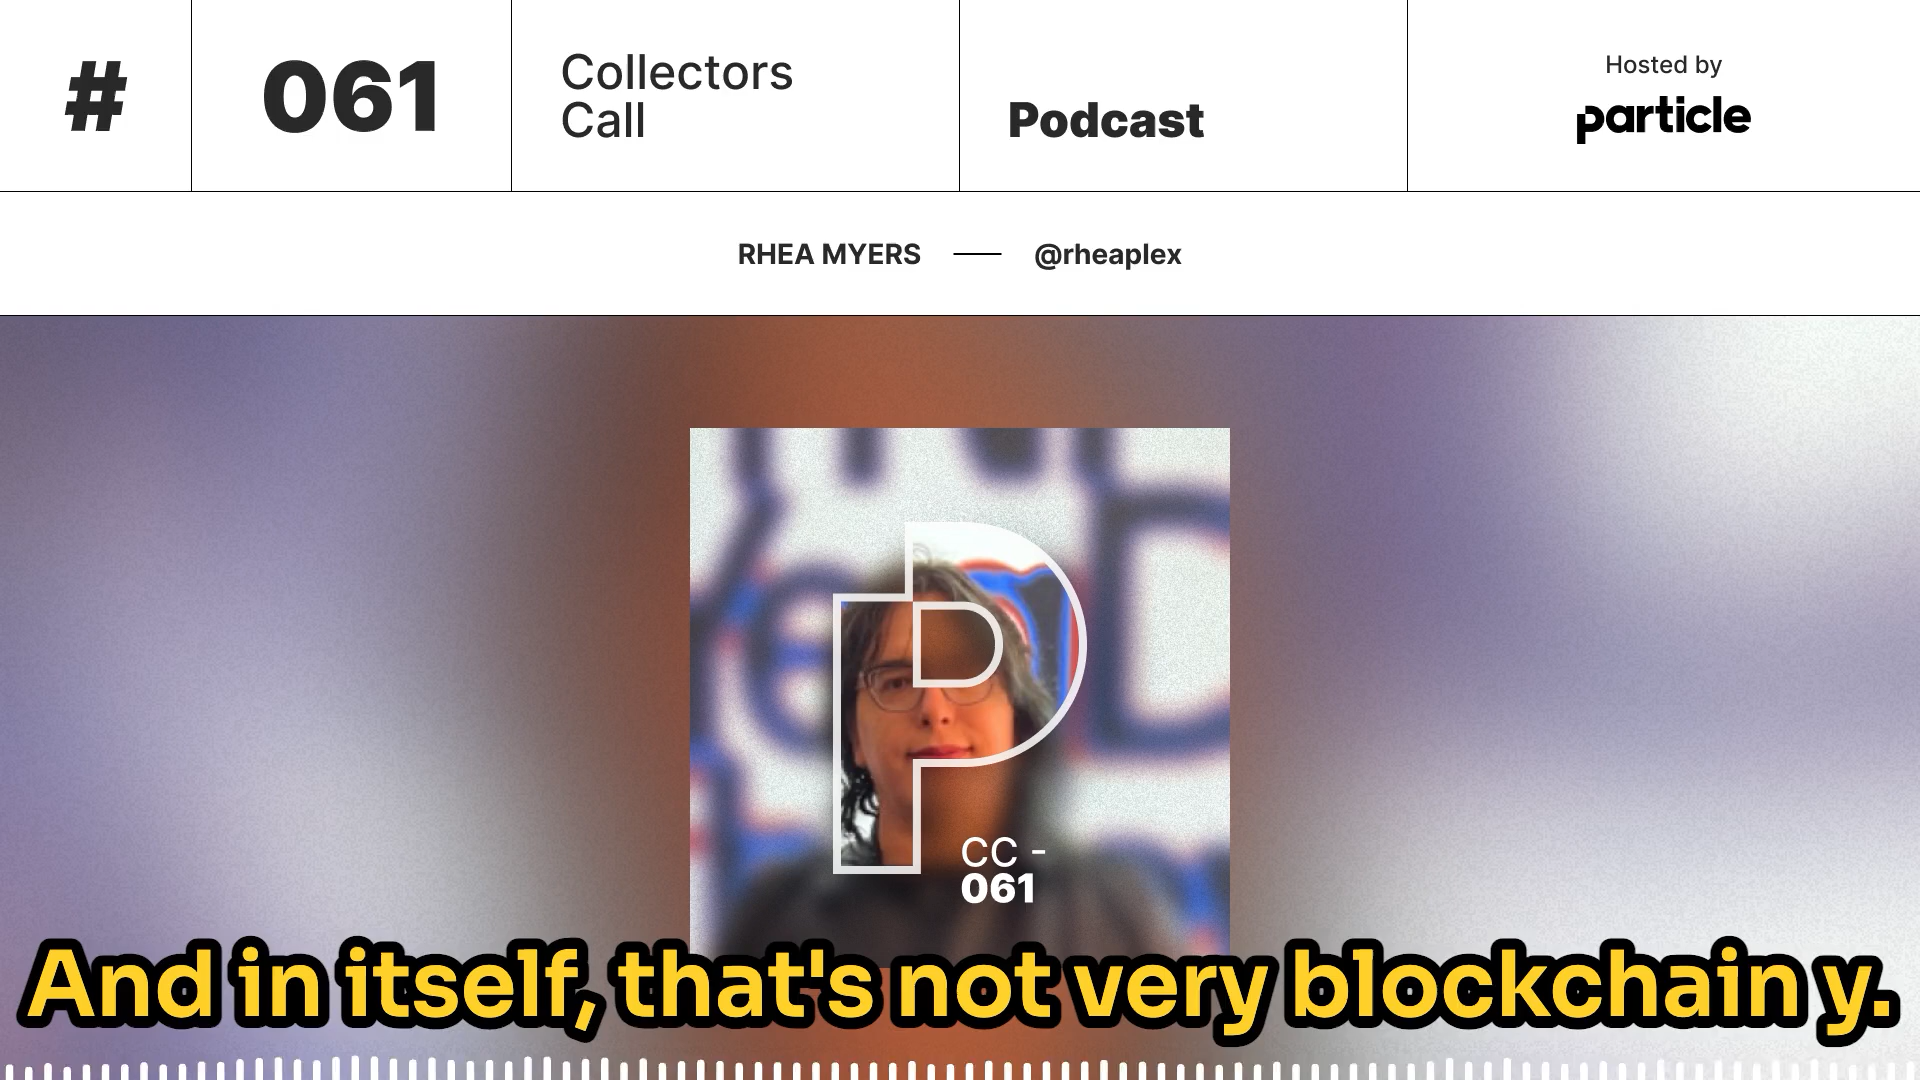 #
061
Collectors
Call
Podcast
Hosted by
particle
RHEA MYERS — @rheaplex
P
CC -
061
And in itself, that's not very blockchain y.